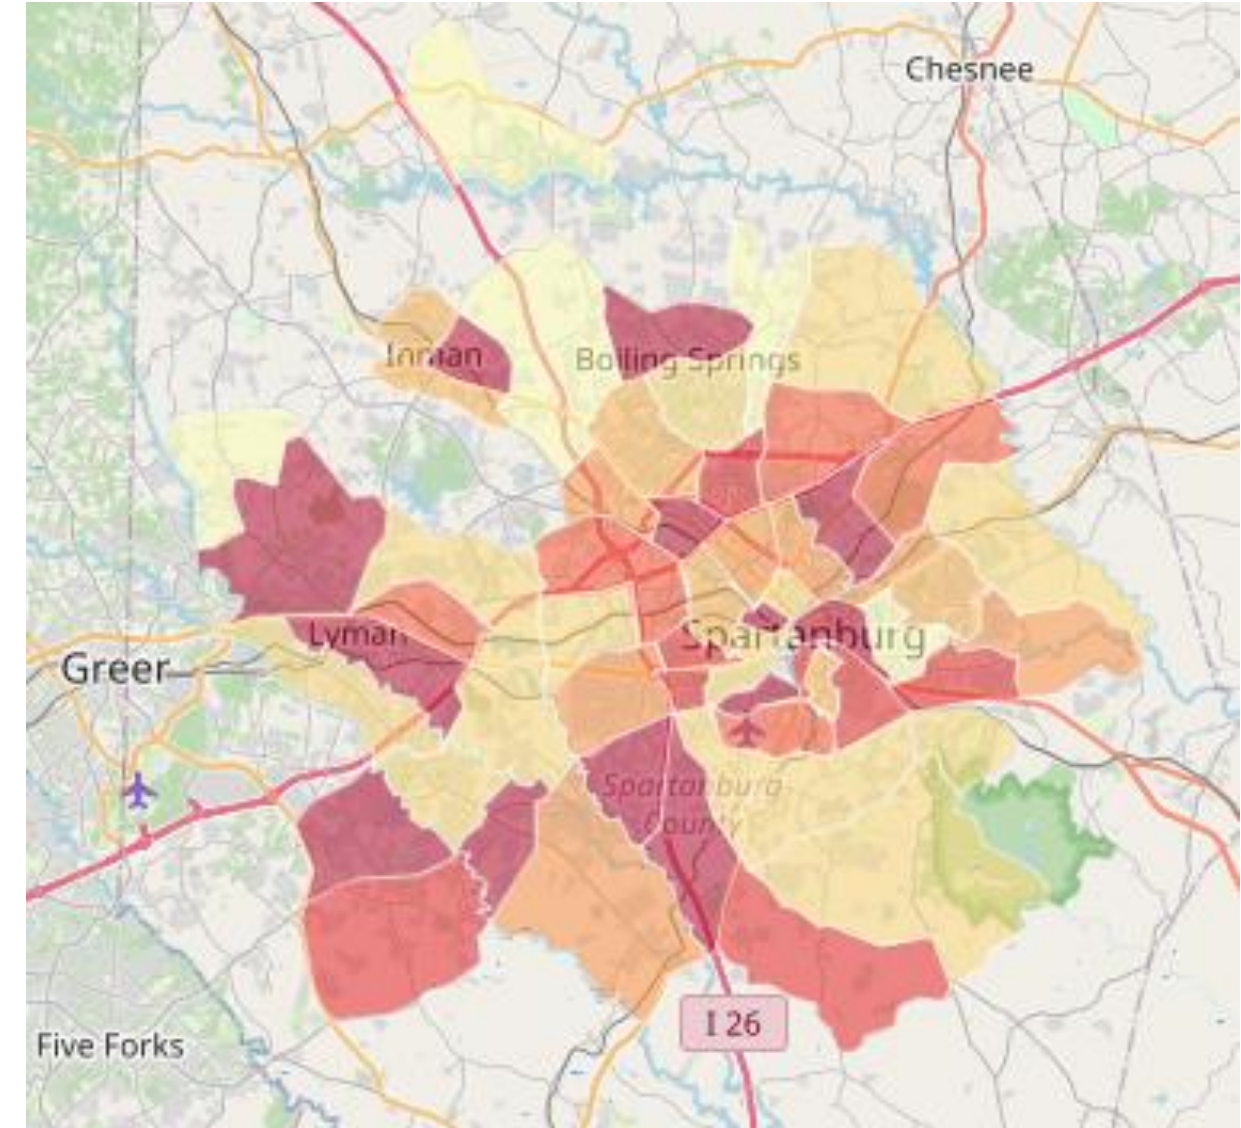 Chesnee
Inman
Boiling Springs
Lyman
Spartanburg
Greer
Spartanburg
County
I 26
Five Forks